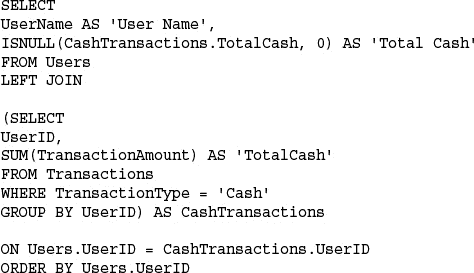 SELECT
UserName AS 'User Name',
ISNULL(CashTransactions.TotalCash, 0) AS 'Total Cash'
FROM Users
LEFT JOIN
(SELECT
UserID,
SUM(TransactionAmount) AS 'TotalCash'
FROM Transactions
WHERE TransactionType = 'Cash'
GROUP BY UserID) AS CashTransactions
ON Users.UserID = CashTransactions.UserID
ORDER BY Users.UserID